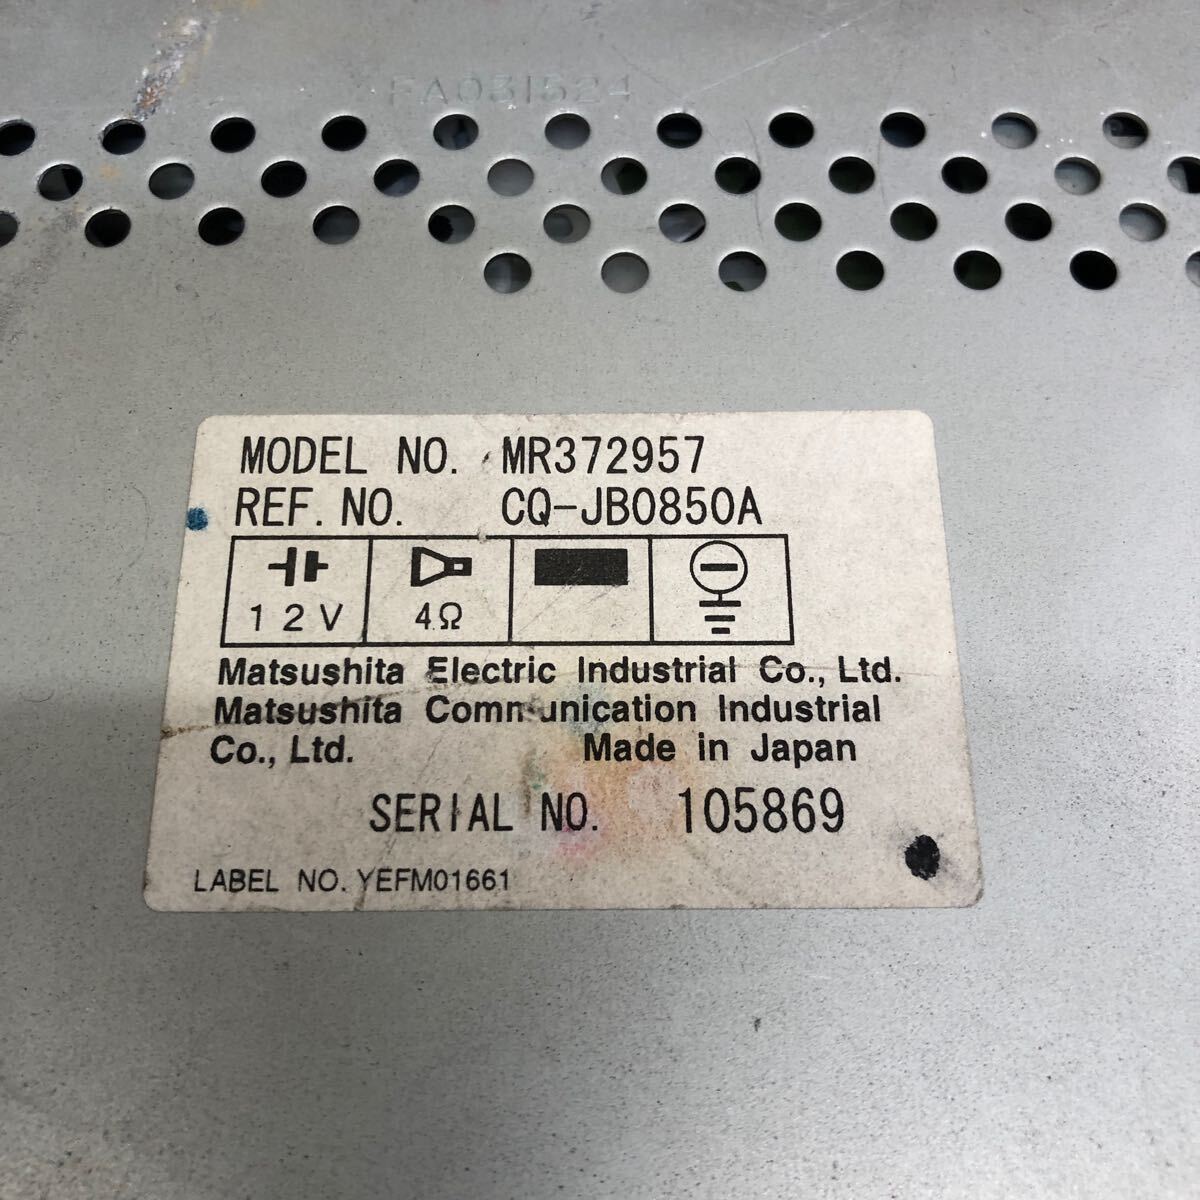 FA031524
MODEL NO. MR372957
REF. NO. CQ-JB0850A
12V
4Ω
Matsushita Electric Industrial Co., Ltd.
Matsushita Communication Industrial
Co., Ltd. Made in Japan
SERIAL NO. 105869
LABEL NO. YEFM01661